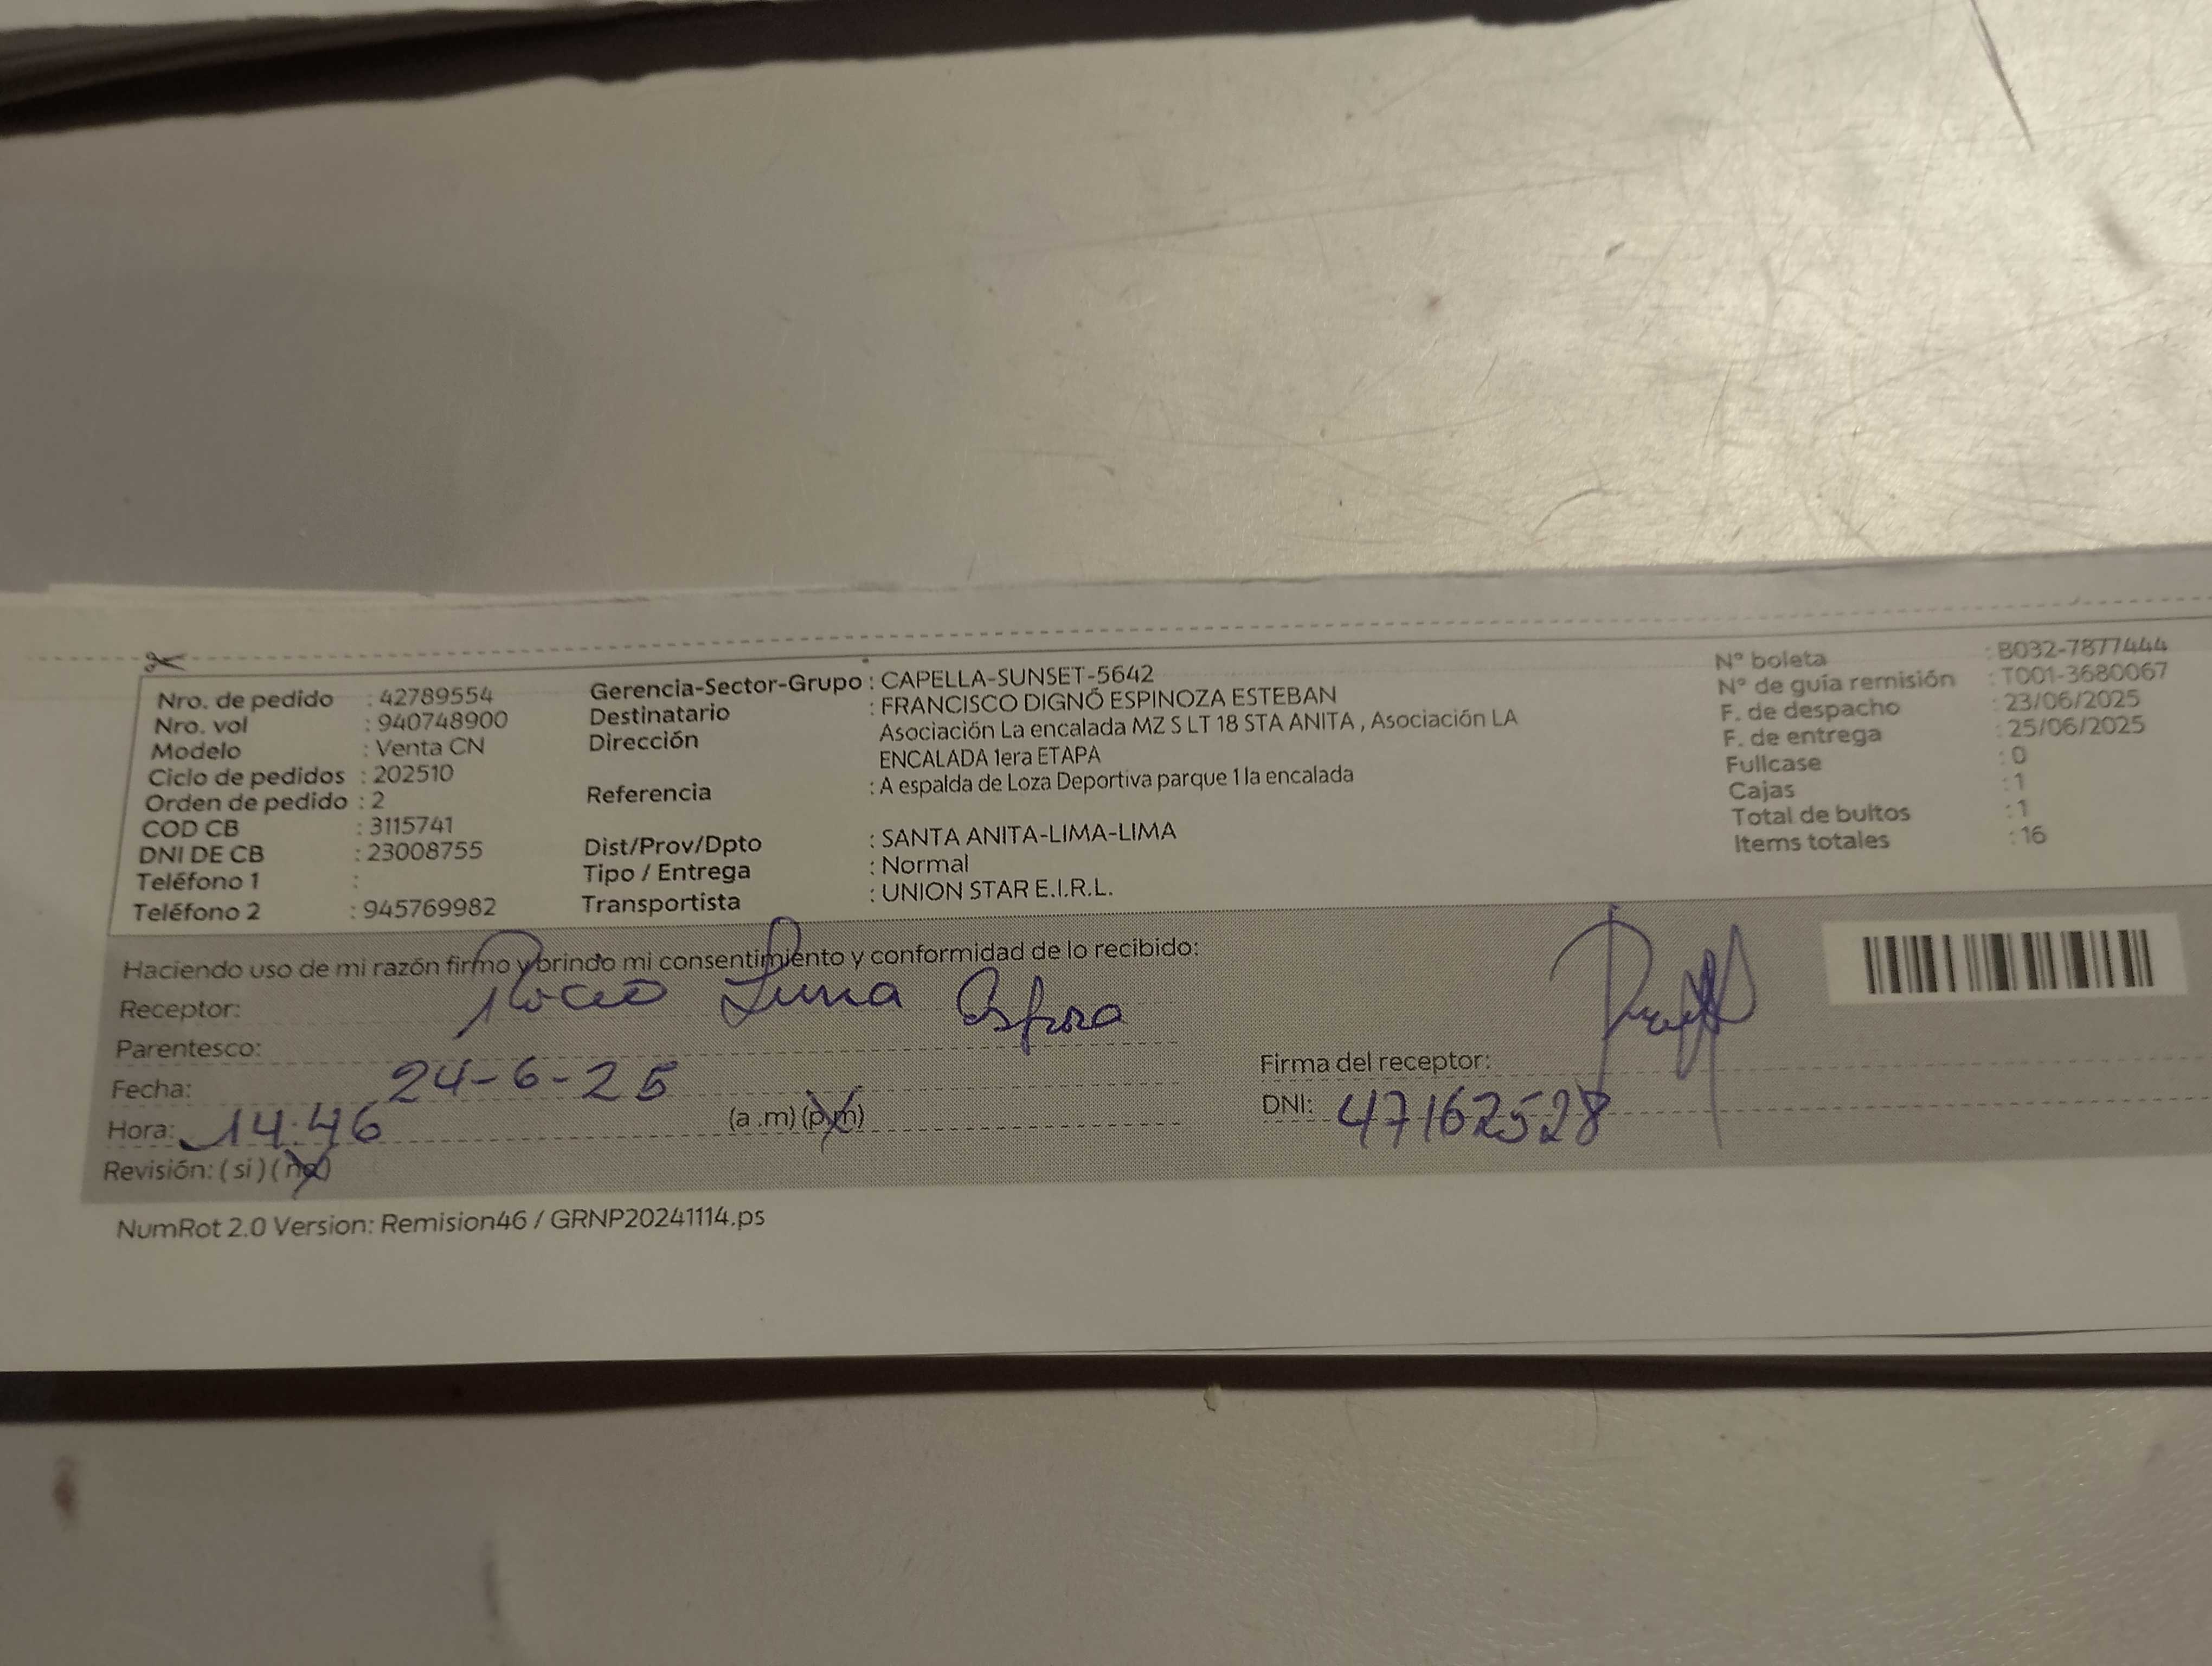 Nro. de pedido : 42789554
Nro. vol : 940748900
Modelo : Venta CN
Ciclo de pedidos : 202510
Orden de pedido : 2
COD CB : 3115741
DNI DE CB : 23008755
Teléfono 1 :
Teléfono 2 : 945769982
Gerencia-Sector-Grupo : CAPELLA-SUNSET-5642
Destinatario : FRANCISCO DIGNÓ ESPINOZA ESTEBAN
Dirección Asociación La encalada MZ S LT 18 STA ANITA , Asociación LA
ENCALADA 1era ETAPA
Referencia : A espalda de Loza Deportiva parque 1 la encalada
Dist/Prov/Dpto : SANTA ANITA-LIMA-LIMA
Tipo / Entrega : Normal
Transportista : UNION STAR E.I.R.L.
N° boleta : B032-7877444
N° de guía remisión : T001-3680067
F. de despacho : 23/06/2025
F. de entrega : 25/06/2025
Fullcase : 0
Cajas : 1
Total de bultos : 1
Items totales : 16
Haciendo uso de mi razón firmo y brindo mi consentimiento y conformidad de lo recibido:
Receptor: Rocio Luna
Parentesco:
Fecha: 24-6-25
Hora: 14:46 (a .m) (p.m)
Revisión: ( si ) ( no )
Firma del receptor:
DNI: 47162528
NumRot 2.0 Version: Remision46 / GRNP20241114.ps